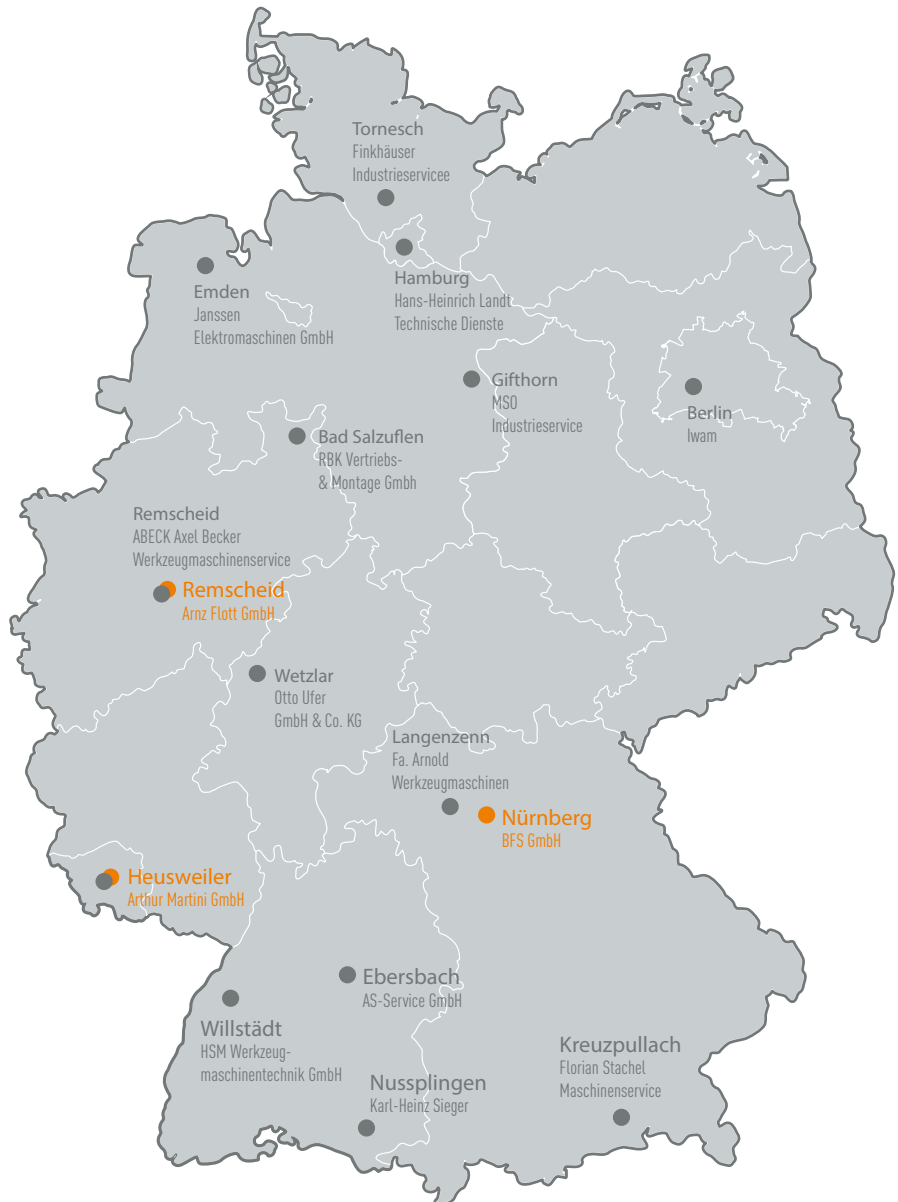 Tornesch
Finkhäuser
Industrieservicee
Hamburg
Hans-Heinrich Landt
Technische Dienste
Emden
Janssen
Elektromaschinen GmbH
Gifthorn
MSO
Industrieservice
Berlin
Iwam
Bad Salzuflen
RBK Vertriebs-
& Montage Gmbh
Remscheid
ABECK Axel Becker
Werkzeugmaschinenservice
Remscheid
Arnz Flott GmbH
Wetzlar
Otto Ufer
GmbH & Co. KG
Langenzenn
Fa. Arnold
Werkzeugmaschinen
Nürnberg
BFS GmbH
Heusweiler
Arthur Martini GmbH
Ebersbach
AS-Service GmbH
Willstädt
HSM Werkzeug-
maschinentechnik GmbH
Nussplingen
Karl-Heinz Sieger
Kreuzpullach
Florian Stachel
Maschinenservice